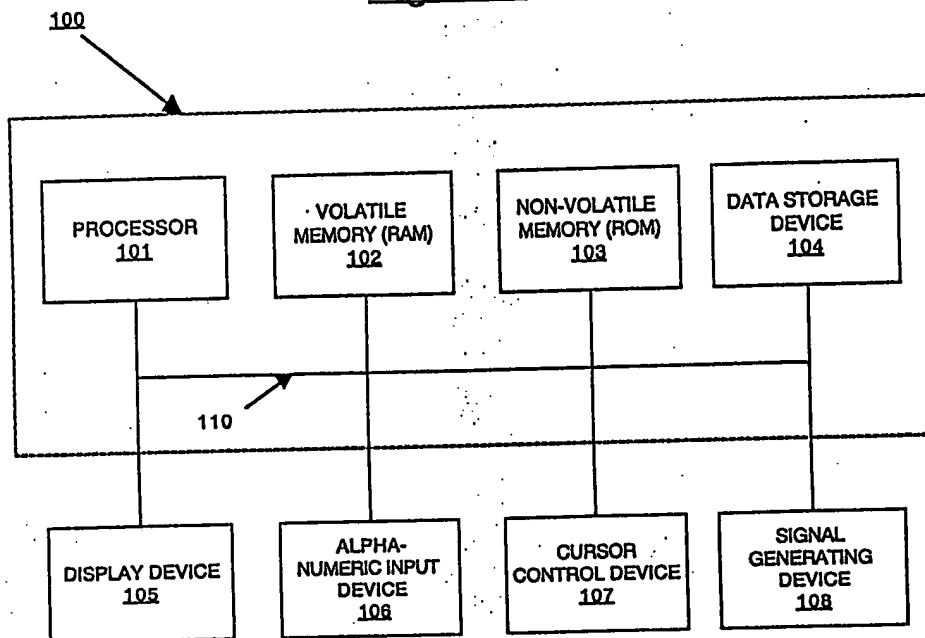 100
PROCESSOR
101
VOLATILE
MEMORY (RAM)
102
NON-VOLATILE
MEMORY (ROM)
103
DATA STORAGE
DEVICE
104
110
DISPLAY DEVICE
105
ALPHA-
NUMERIC INPUT
DEVICE
106
CURSOR
CONTROL DEVICE
107
SIGNAL
GENERATING
DEVICE
108